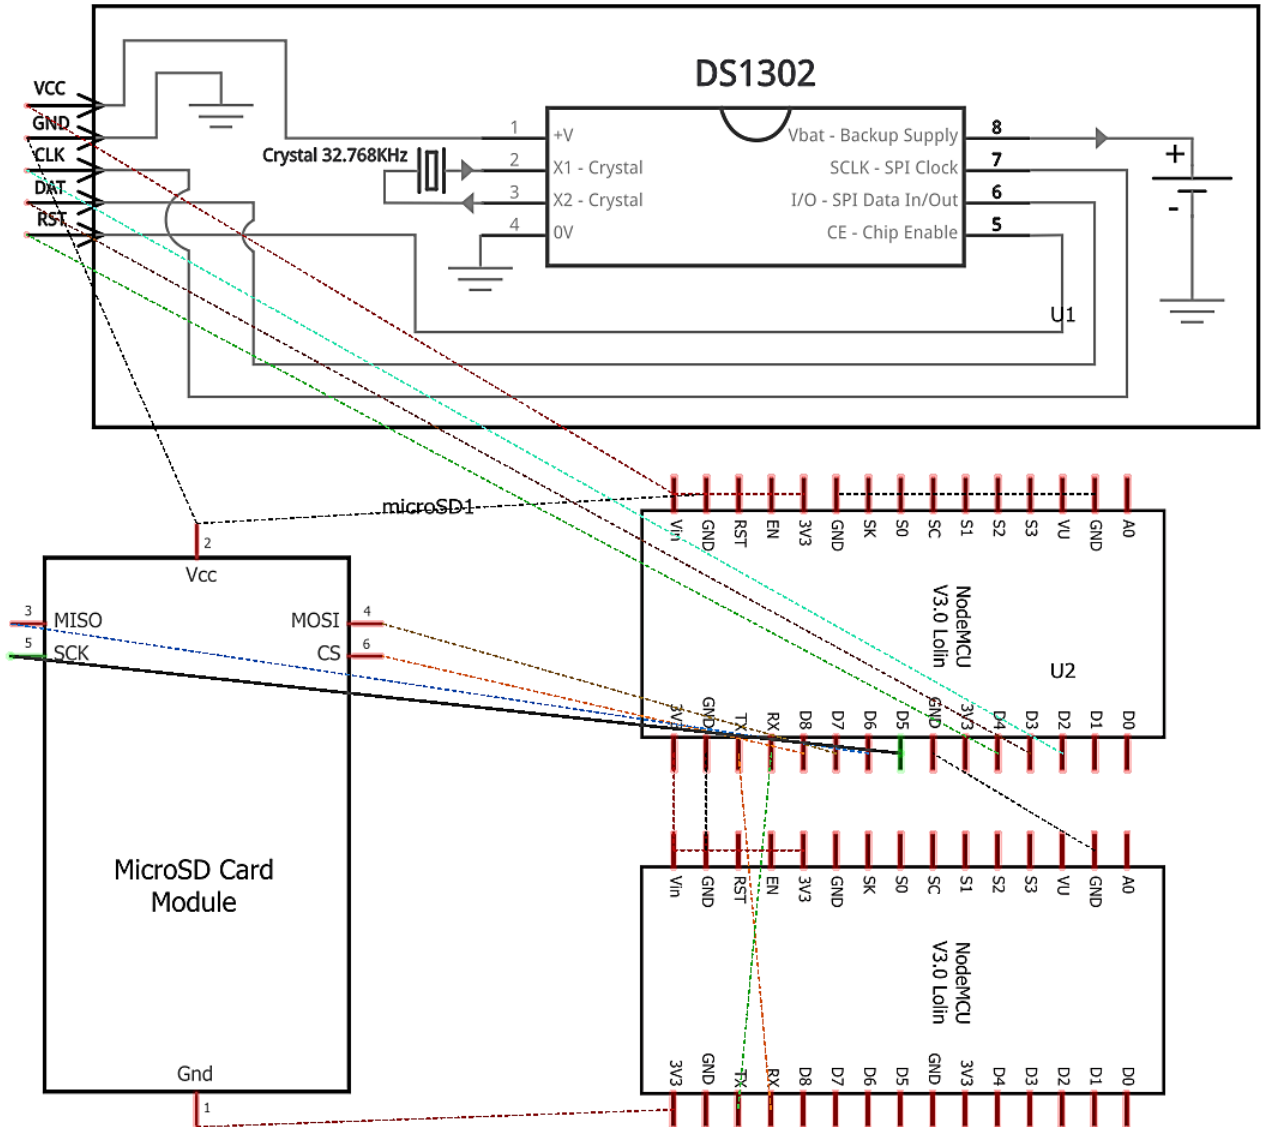 DS1302
VCC
GND
CLK
DAT
RST
Crystal 32.768KHz
1
+V
2
X1 - Crystal
3
X2 - Crystal
4
0V
Vbat - Backup Supply
8
SCLK - SPI Clock
7
I/O - SPI Data In/Out
6
CE - Chip Enable
5
+
-
U1
microSD1
2
Vcc
3
MISO
MOSI
4
5
SCK
CS
6
MicroSD Card
Module
Gnd
1
Vin
GND
RST
EN
3V3
GND
SK
S0
SC
S1
S2
S3
VU
GND
A0
NodeMCU
V3.0 Lolin
U2
3V3
GND
TX
RX
D8
D7
D6
D5
GND
3V3
D4
D3
D2
D1
D0
Vin
GND
RST
EN
3V3
GND
SK
S0
SC
S1
S2
S3
VU
GND
A0
NodeMCU
V3.0 Lolin
3V3
GND
TX
RX
D8
D7
D6
D5
GND
3V3
D4
D3
D2
D1
D0